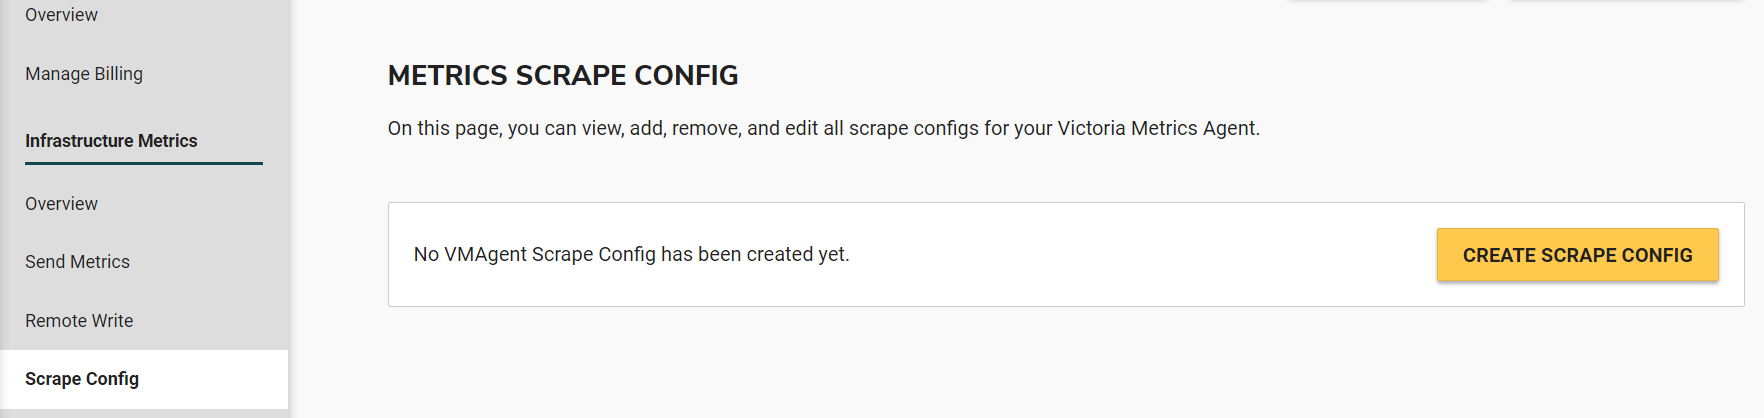 Overview
Manage Billing
Infrastructure Metrics
Overview
Send Metrics
Remote Write
Scrape Config
METRICS SCRAPE CONFIG
On this page, you can view, add, remove, and edit all scrape configs for your Victoria Metrics Agent.
No VMAgent Scrape Config has been created yet.
CREATE SCRAPE CONFIG